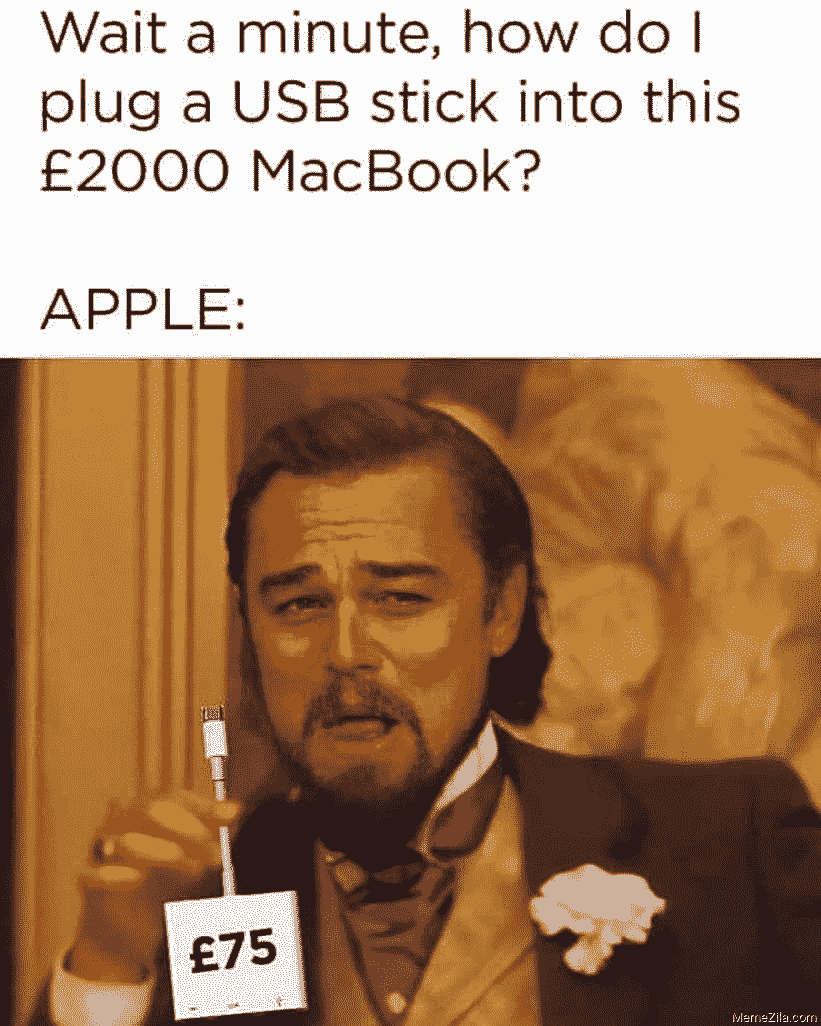 Wait a minute, how do I
plug a USB stick into this
£2000 MacBook?
APPLE:
£75
MemeZila.com